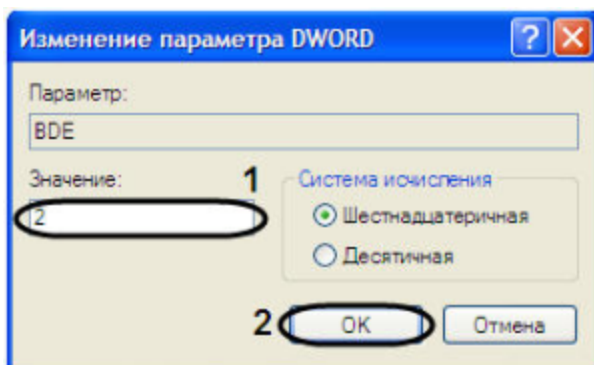 Изменение параметра DWORD
Параметр:
BDE
Значение:
1
Система исчисления
2
Шестнадцатеричная
Десятичная
2
OK
Отмена